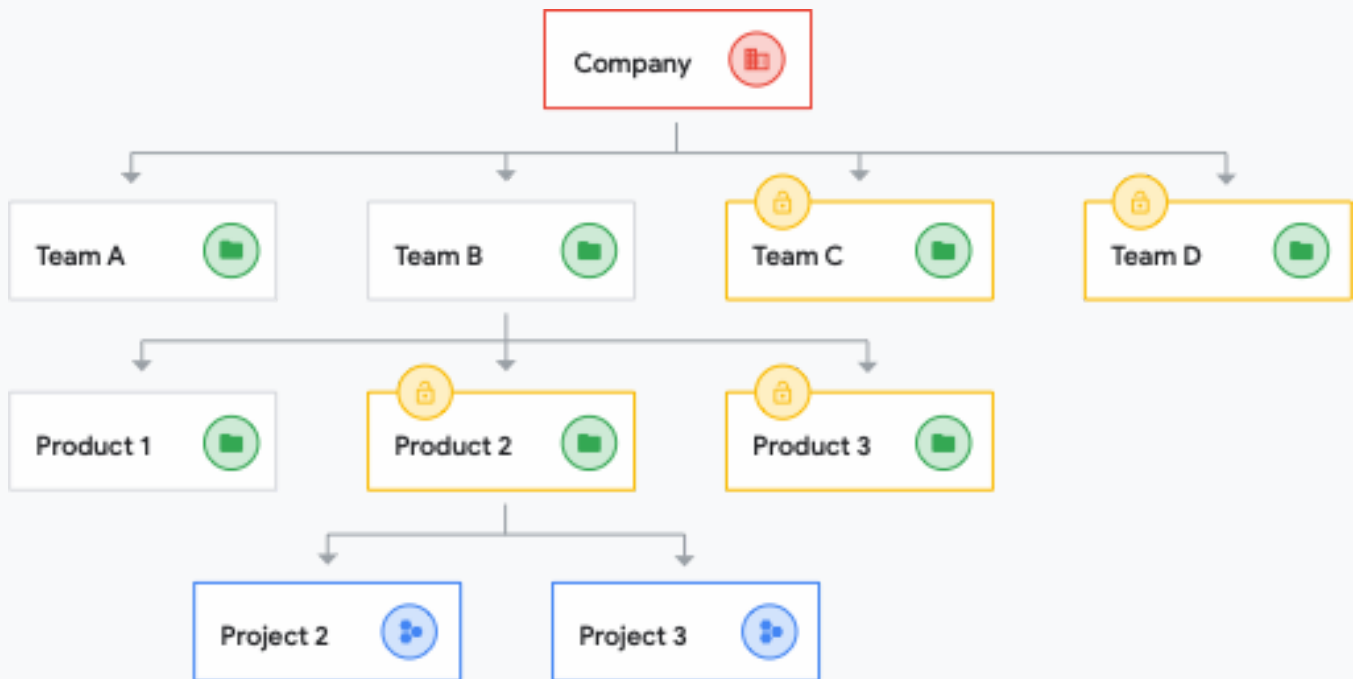 Company
Team A
Team B
Team C
Team D
Product 1
Product 2
Product 3
Project 2
Project 3